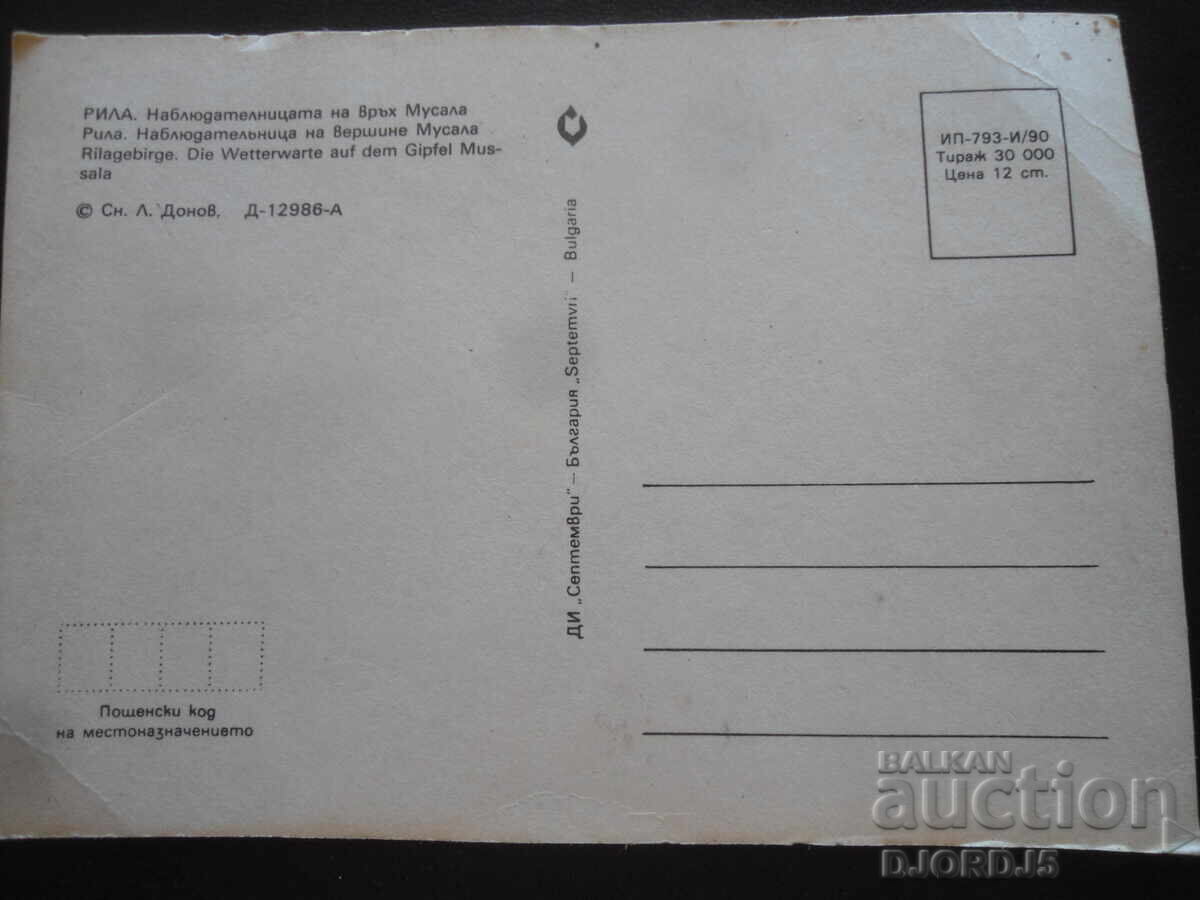 РИЛА. Наблюдателницата на връх Мусала
Рила. Наблюдательница на вершине Мусала
Rilagebirge. Die Wetterwarte auf dem Gipfel Mus-
sala
© Сн. Л. Донов, Д-12986-А
ДИ „Септември" – България „Septemvri" – Bulgaria
ИП-793-И/90
Тираж 30 000
Цена 12 ст.
Пощенски код
на местоназначението
BALKAN
auction
DJORDJ5